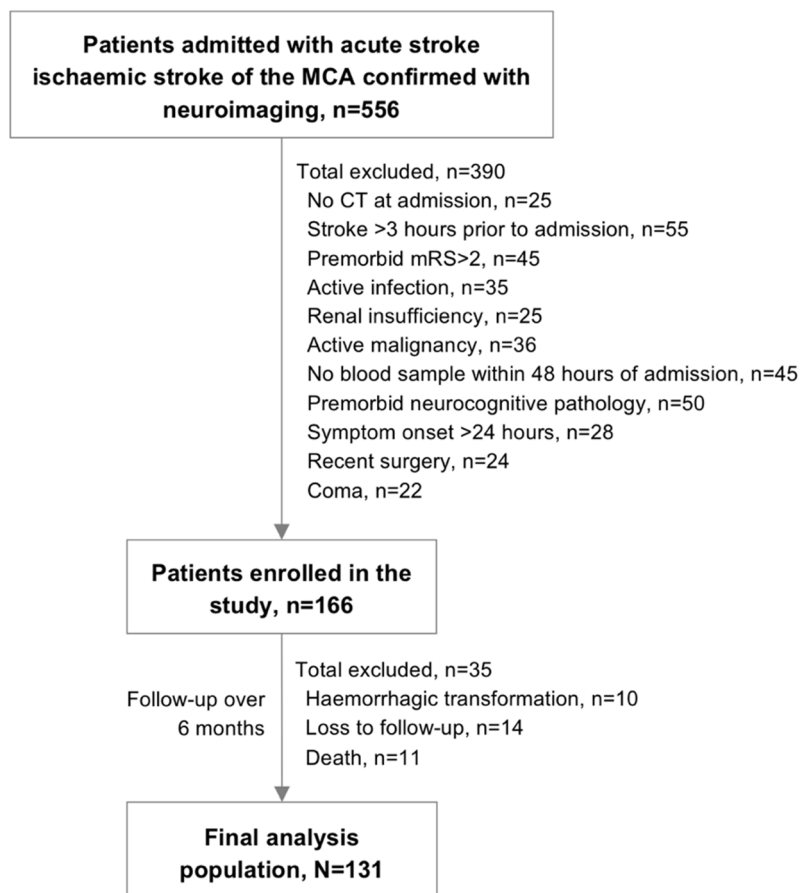 Patients admitted with acute stroke
ischaemic stroke of the MCA confirmed with
neuroimaging, n=556
Total excluded, n=390
No CT at admission, n=25
Stroke >3 hours prior to admission, n=55
Premorbid mRS>2, n=45
Active infection, n=35
Renal insufficiency, n=25
Active malignancy, n=36
No blood sample within 48 hours of admission, n=45
Premorbid neurocognitive pathology, n=50
Symptom onset >24 hours, n=28
Recent surgery, n=24
Coma, n=22
Patients enrolled in the
study, n=166
Follow-up over
6 months
Total excluded, n=35
Haemorrhagic transformation, n=10
Loss to follow-up, n=14
Death, n=11
Final analysis
population, N=131